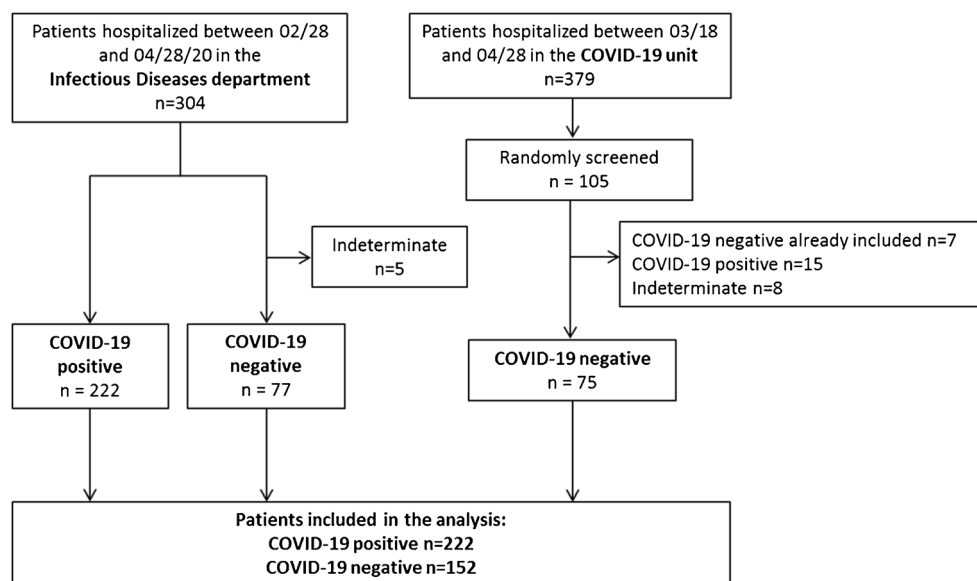 Patients hospitalized between 02/28
and 04/28/20 in the
Infectious Diseases department
n=304
Patients hospitalized between 03/18
and 04/28 in the COVID-19 unit
n=379
Randomly screened
n = 105
Indeterminate
n=5
COVID-19 negative already included n=7
COVID-19 positive n=15
Indeterminate n=8
COVID-19
positive
n = 222
COVID-19
negative
n = 77
COVID-19 negative
n = 75
Patients included in the analysis:
COVID-19 positive n=222
COVID-19 negative n=152